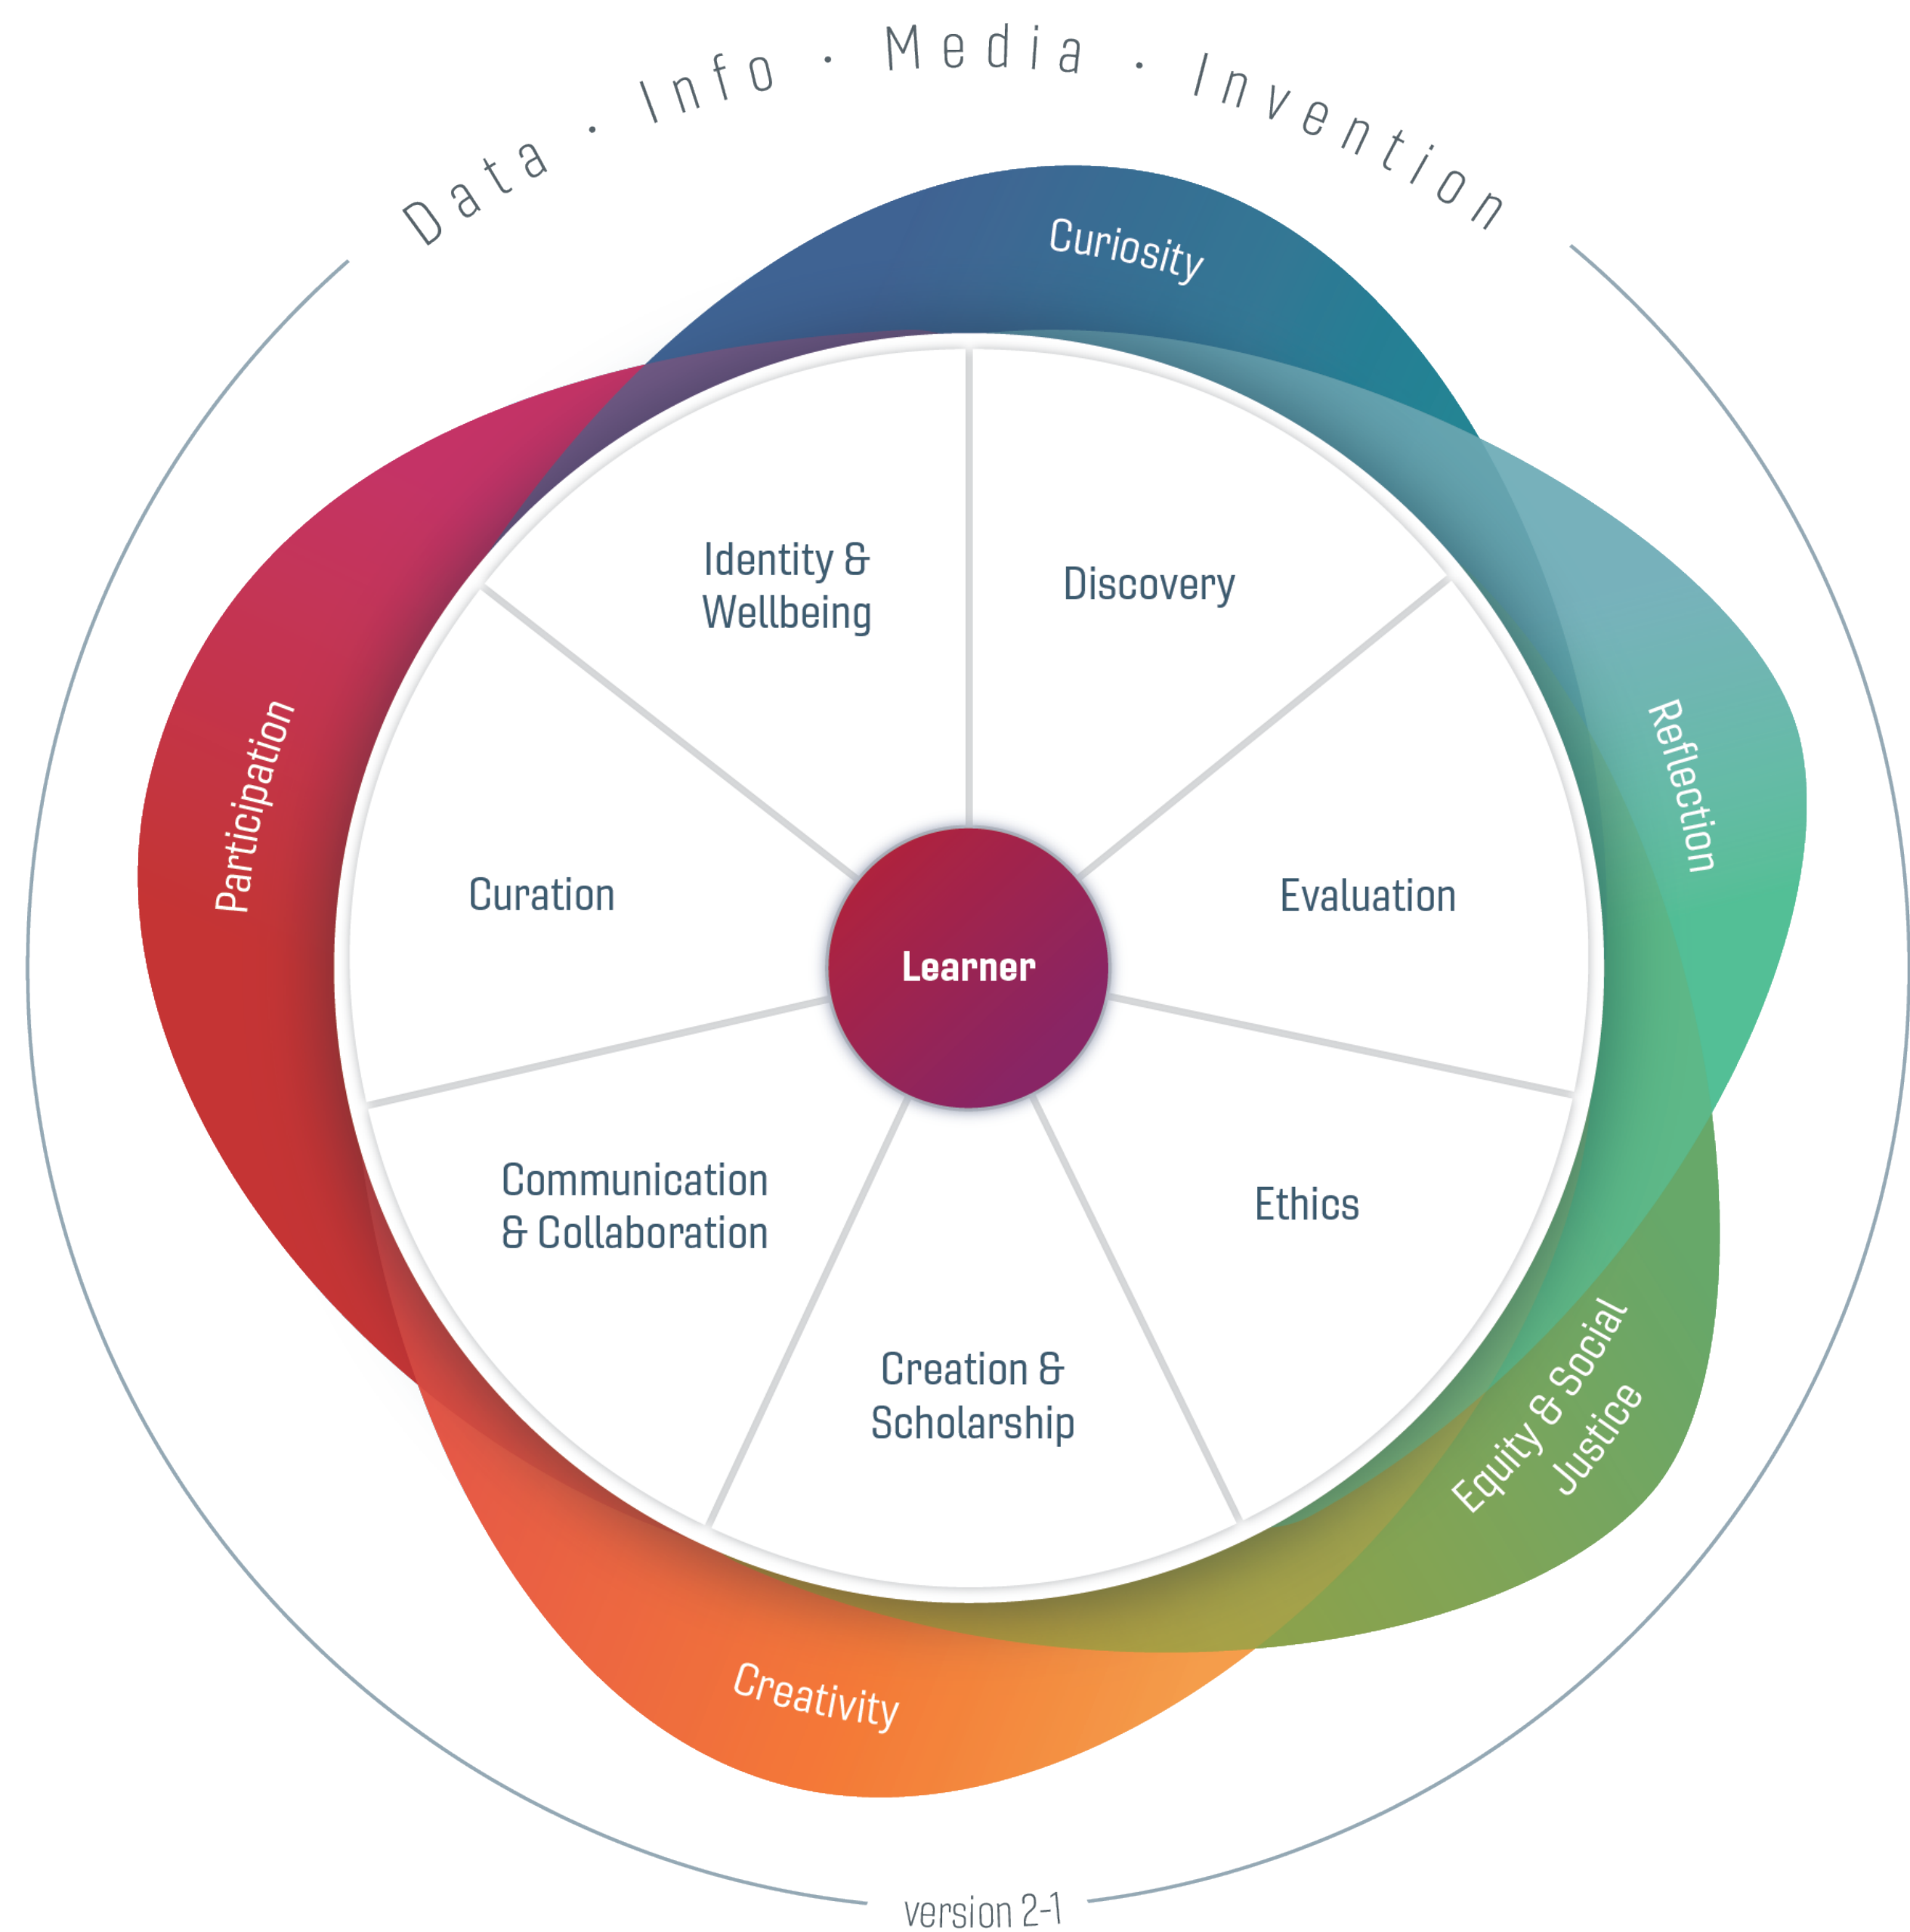 Data · Info · Media · Invention
Curiosity
Reflection
Equity & Social
Justice
Creativity
Participation
Identity &
Wellbeing
Discovery
Evaluation
Ethics
Creation &
Scholarship
Communication
& Collaboration
Curation
Learner
version 2-1